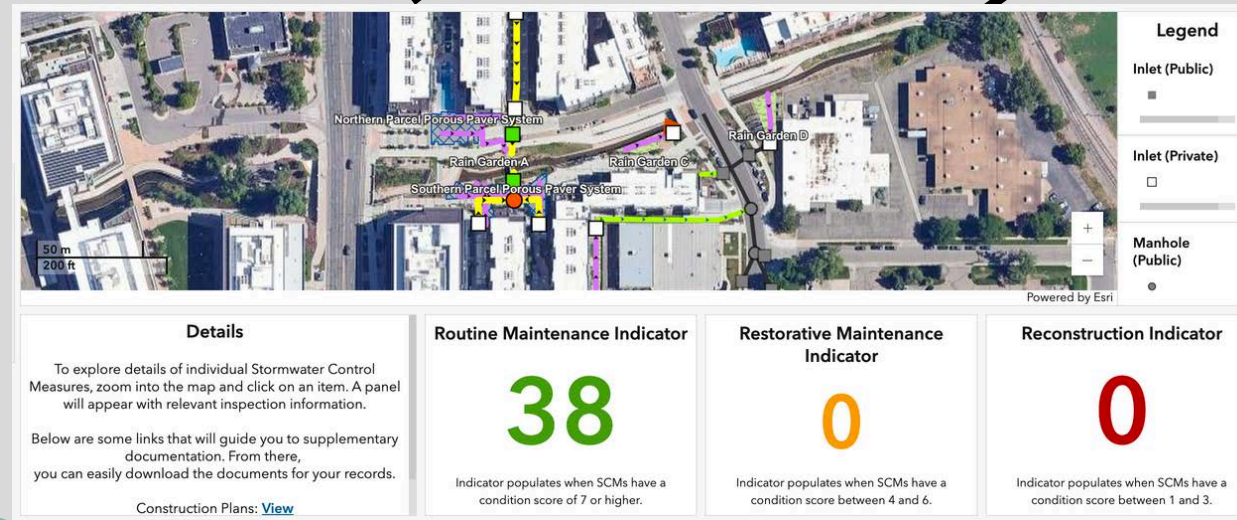 Legend
Inlet (Public)
Inlet (Private)
Manhole
(Public)
Northern Parcel Porous Paver System
Rain Garden D
Rain Garden A
Rain Garden C
Southern Parcel Porous Paver System
50 m
200 ft
+
−
Powered by Esri
Details
To explore details of individual Stormwater Control
Measures, zoom into the map and click on an item. A panel
will appear with relevant inspection information.
Below are some links that will guide you to supplementary
documentation. From there,
you can easily download the documents for your records.
Construction Plans: View
Routine Maintenance Indicator
38
Indicator populates when SCMs have a
condition score of 7 or higher.
Restorative Maintenance
Indicator
0
Indicator populates when SCMs have a
condition score between 4 and 6.
Reconstruction Indicator
0
Indicator populates when SCMs have a
condition score between 1 and 3.